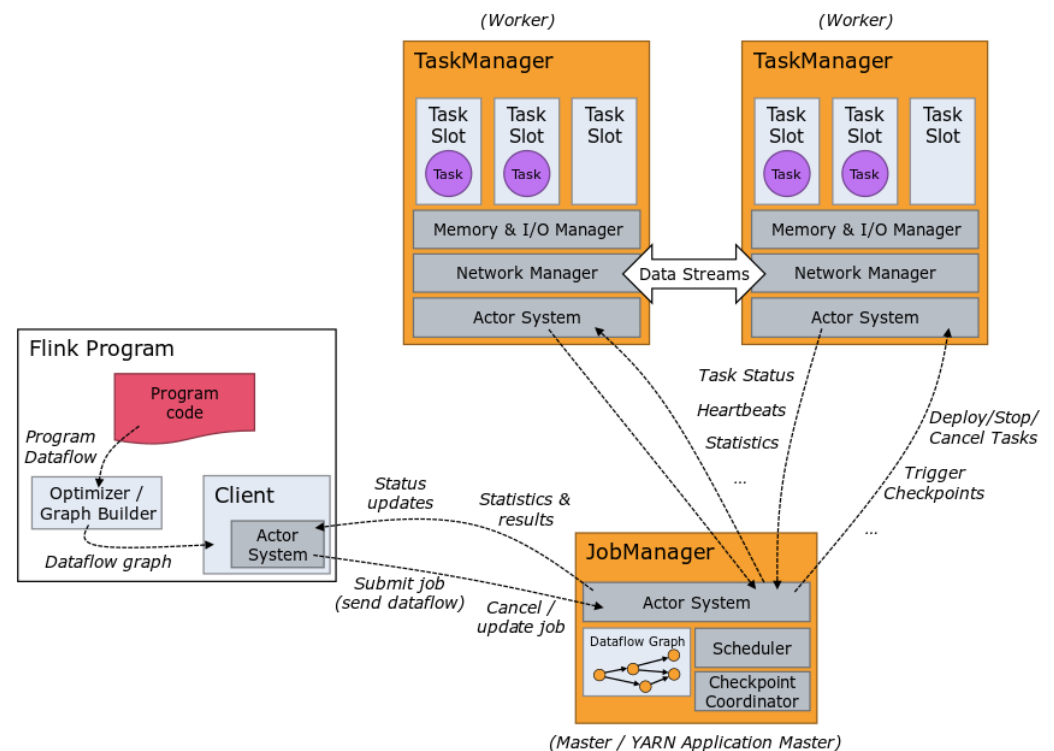 (Worker)
(Worker)
TaskManager
Task
Slot
Task
Slot
Task
Slot
Task
Task
Memory & I/O Manager
Network Manager
Actor System
TaskManager
Task
Slot
Task
Slot
Task
Slot
Task
Task
Memory & I/O Manager
Network Manager
Actor System
Data Streams
Flink Program
Program
code
Program
Dataflow
Optimizer /
Graph Builder
Dataflow graph
Client
Actor
System
Status
updates
Statistics &
results
Submit job
(send dataflow)
Cancel /
update job
Task Status
Heartbeats
Statistics
...
Deploy/Stop/
Cancel Tasks
Trigger
Checkpoints
...
JobManager
Actor System
Dataflow Graph
Scheduler
Checkpoint
Coordinator
(Master / YARN Application Master)